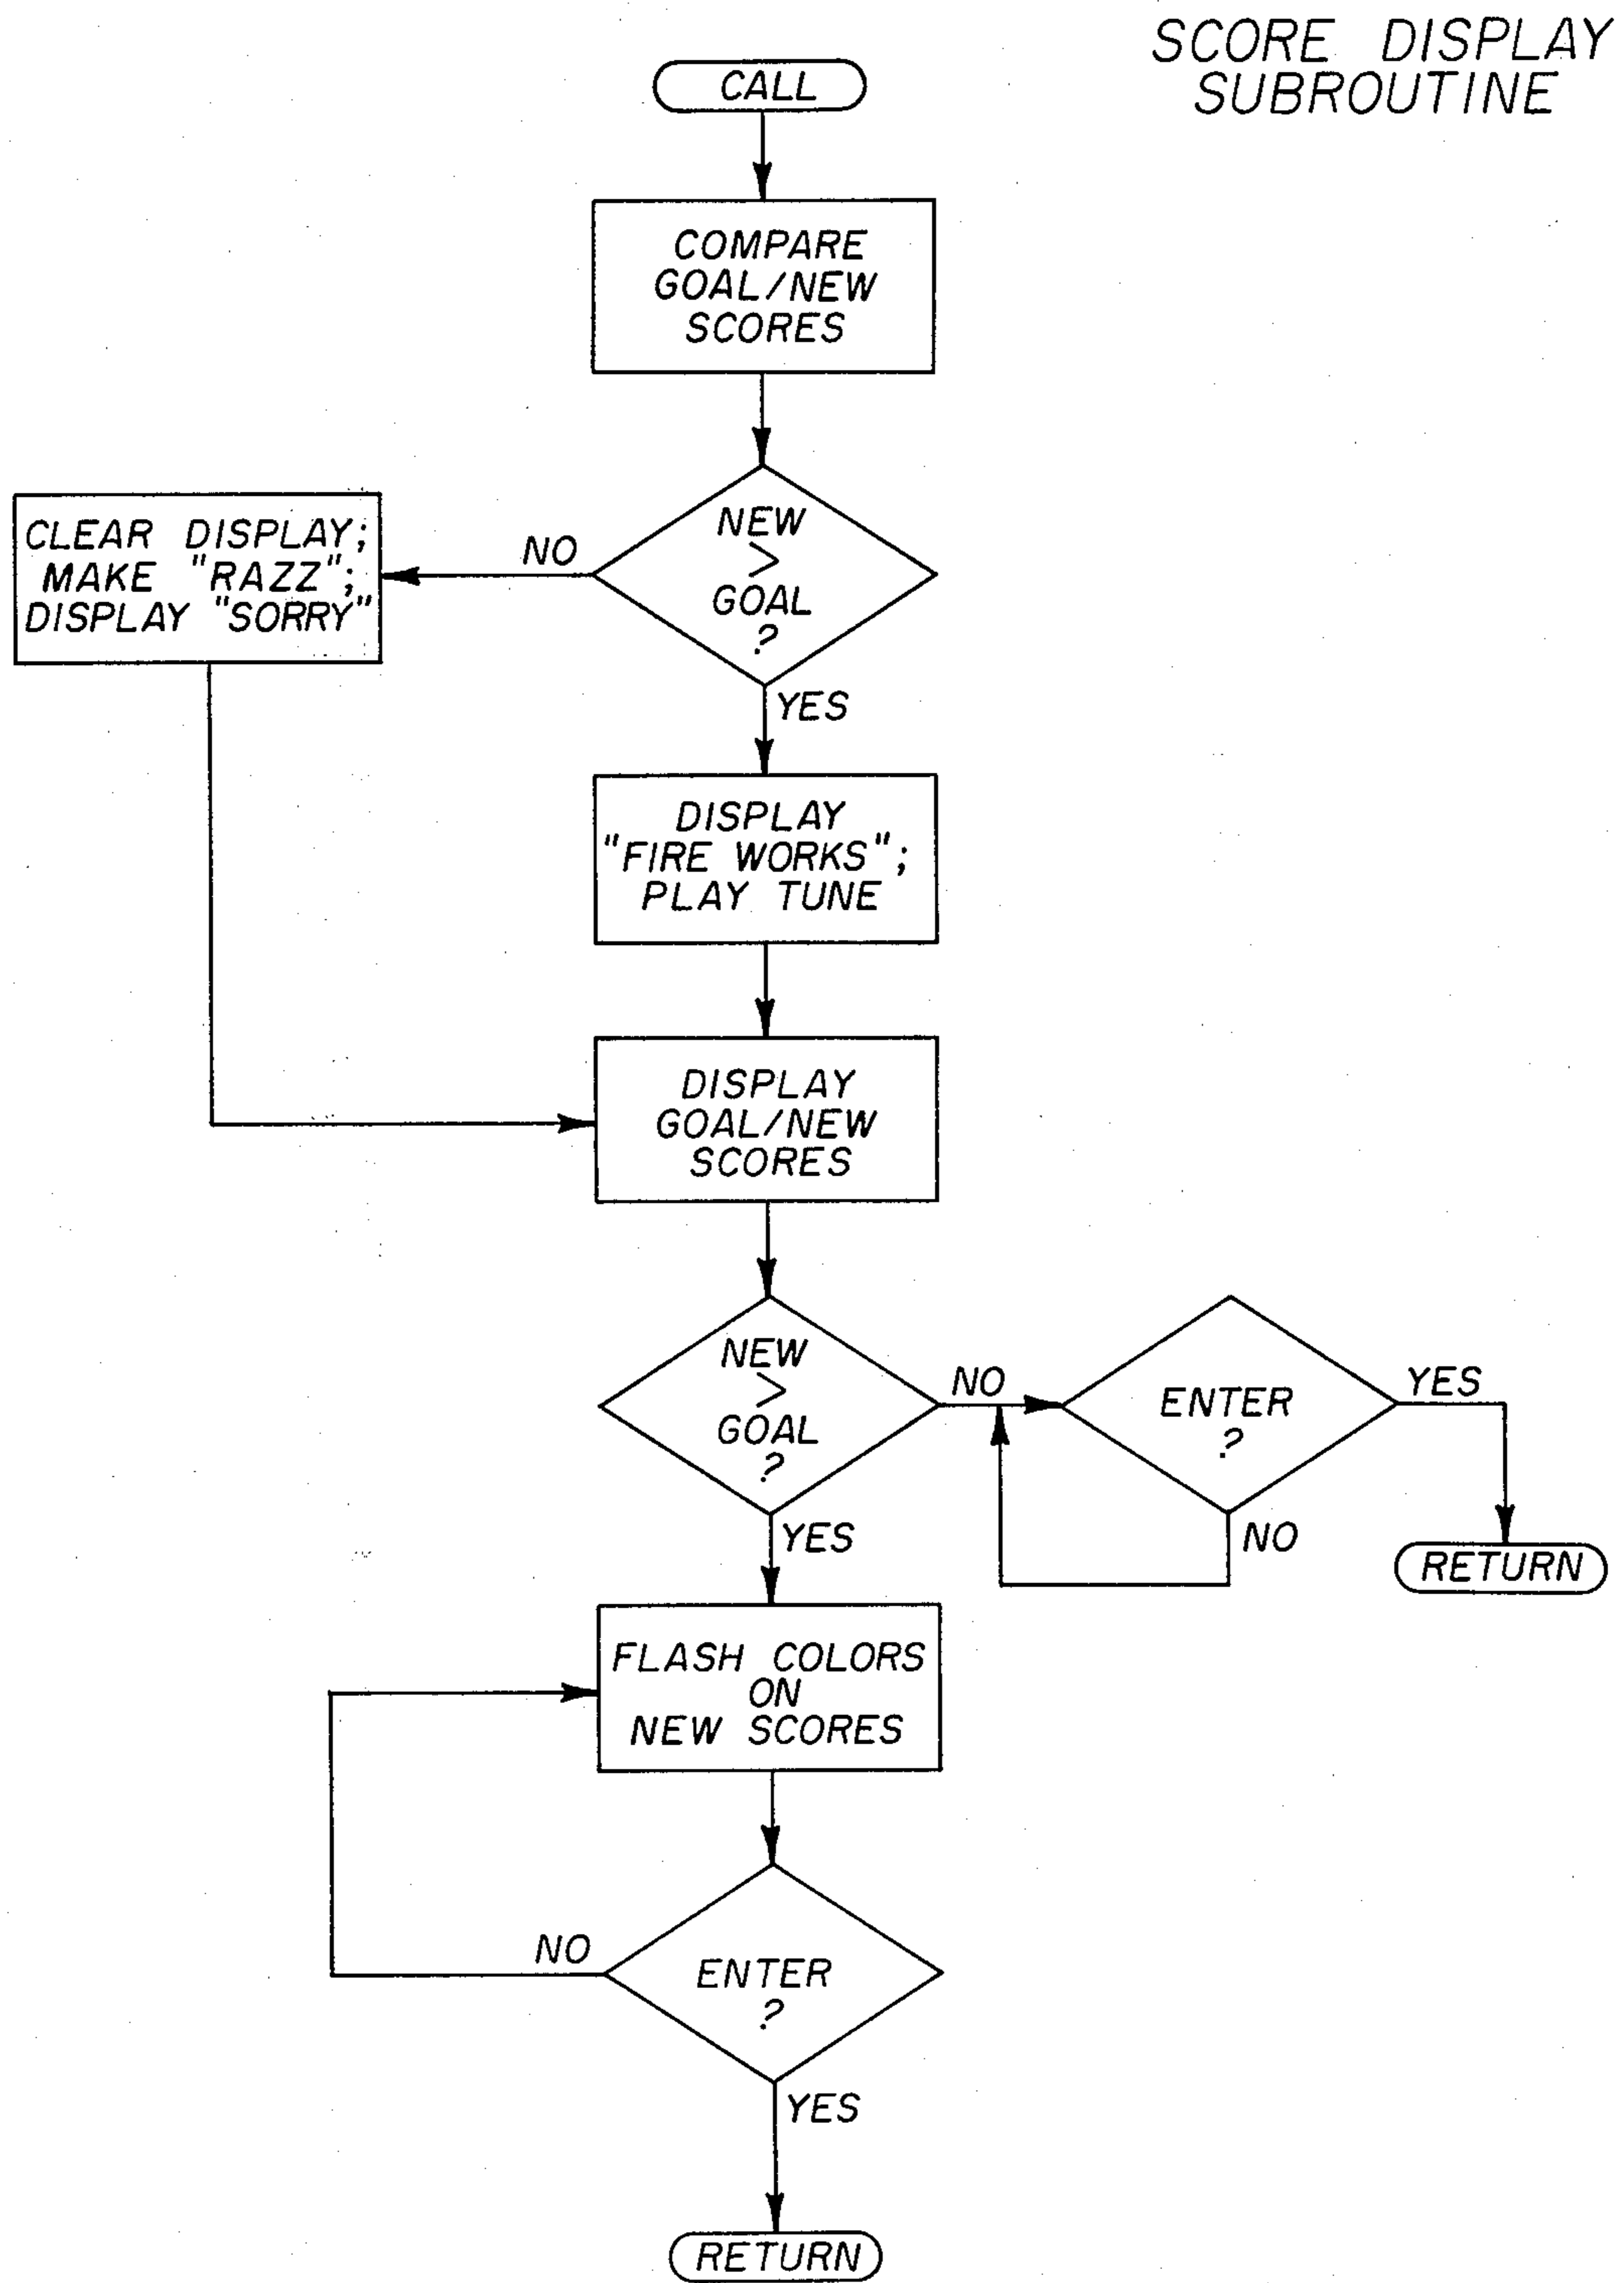 SCORE DISPLAY
SUBROUTINE
CALL
COMPARE
GOAL/NEW
SCORES
NEW
>
GOAL
?
NO
CLEAR DISPLAY;
MAKE "RAZZ";
DISPLAY "SORRY"
YES
DISPLAY
"FIRE WORKS";
PLAY TUNE
DISPLAY
GOAL/NEW
SCORES
NEW
>
GOAL
?
NO
ENTER
?
YES
NO
RETURN
YES
FLASH COLORS
ON
NEW SCORES
NO
ENTER
?
YES
RETURN